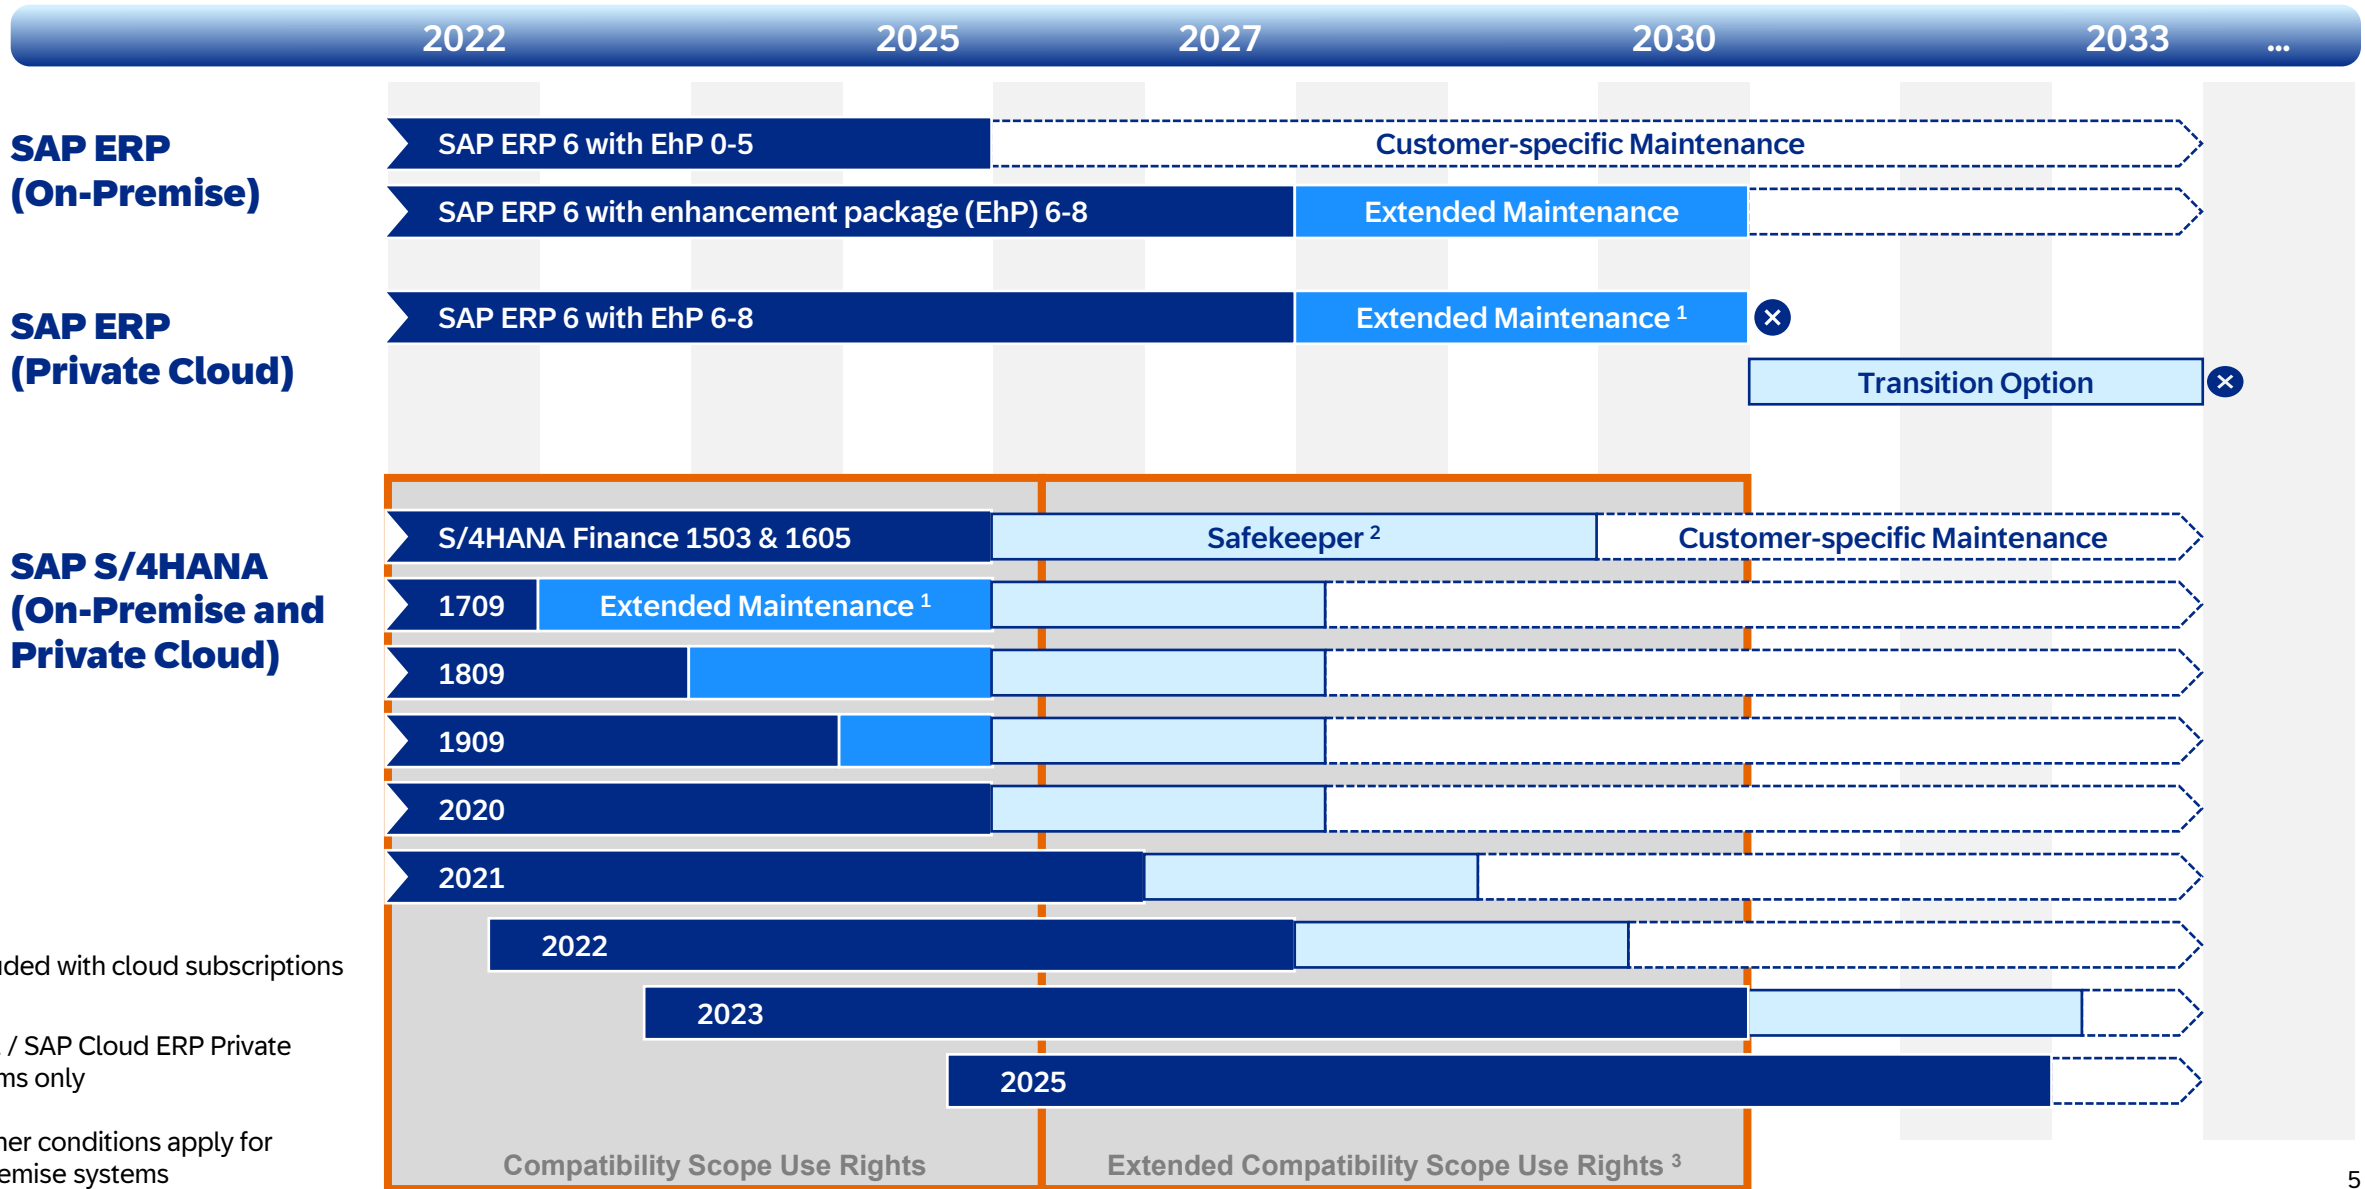 2022 2025 2027 2030 2033 ...
SAP ERP
(On-Premise)
SAP ERP 6 with EhP 0-5 Customer-specific Maintenance
SAP ERP 6 with enhancement package (EhP) 6-8 Extended Maintenance
SAP ERP
(Private Cloud)
SAP ERP 6 with EhP 6-8 Extended Maintenance 1
Transition Option
SAP S/4HANA
(On-Premise and
Private Cloud)
S/4HANA Finance 1503 & 1605 Safekeeper 2 Customer-specific Maintenance
1709 Extended Maintenance 1
1809
1909
2020
2021
2022
2023
2025
with cloud subscriptions
/ SAP Cloud ERP Private
only
conditions apply for
systems
Compatibility Scope Use Rights Extended Compatibility Scope Use Rights 3
5